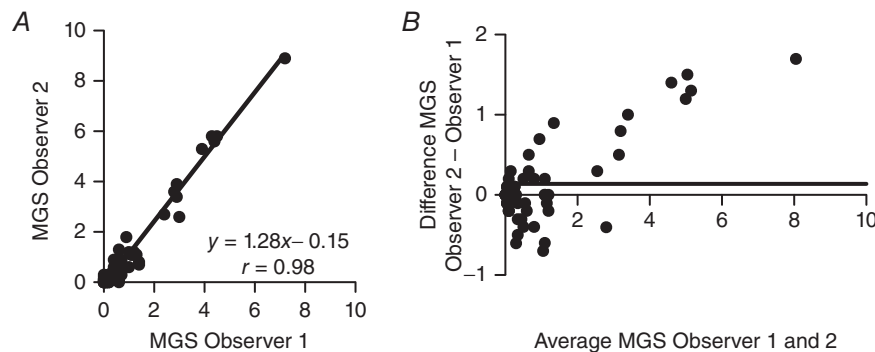 A
10
8
6
4
2
0
MGS Observer 2
y = 1.28x– 0.15
r = 0.98
0 2 4 6 8 10
MGS Observer 1
B
2
1
0
–1
Difference MGS
Observer 2 – Observer 1
2 4 6 8 10
Average MGS Observer 1 and 2